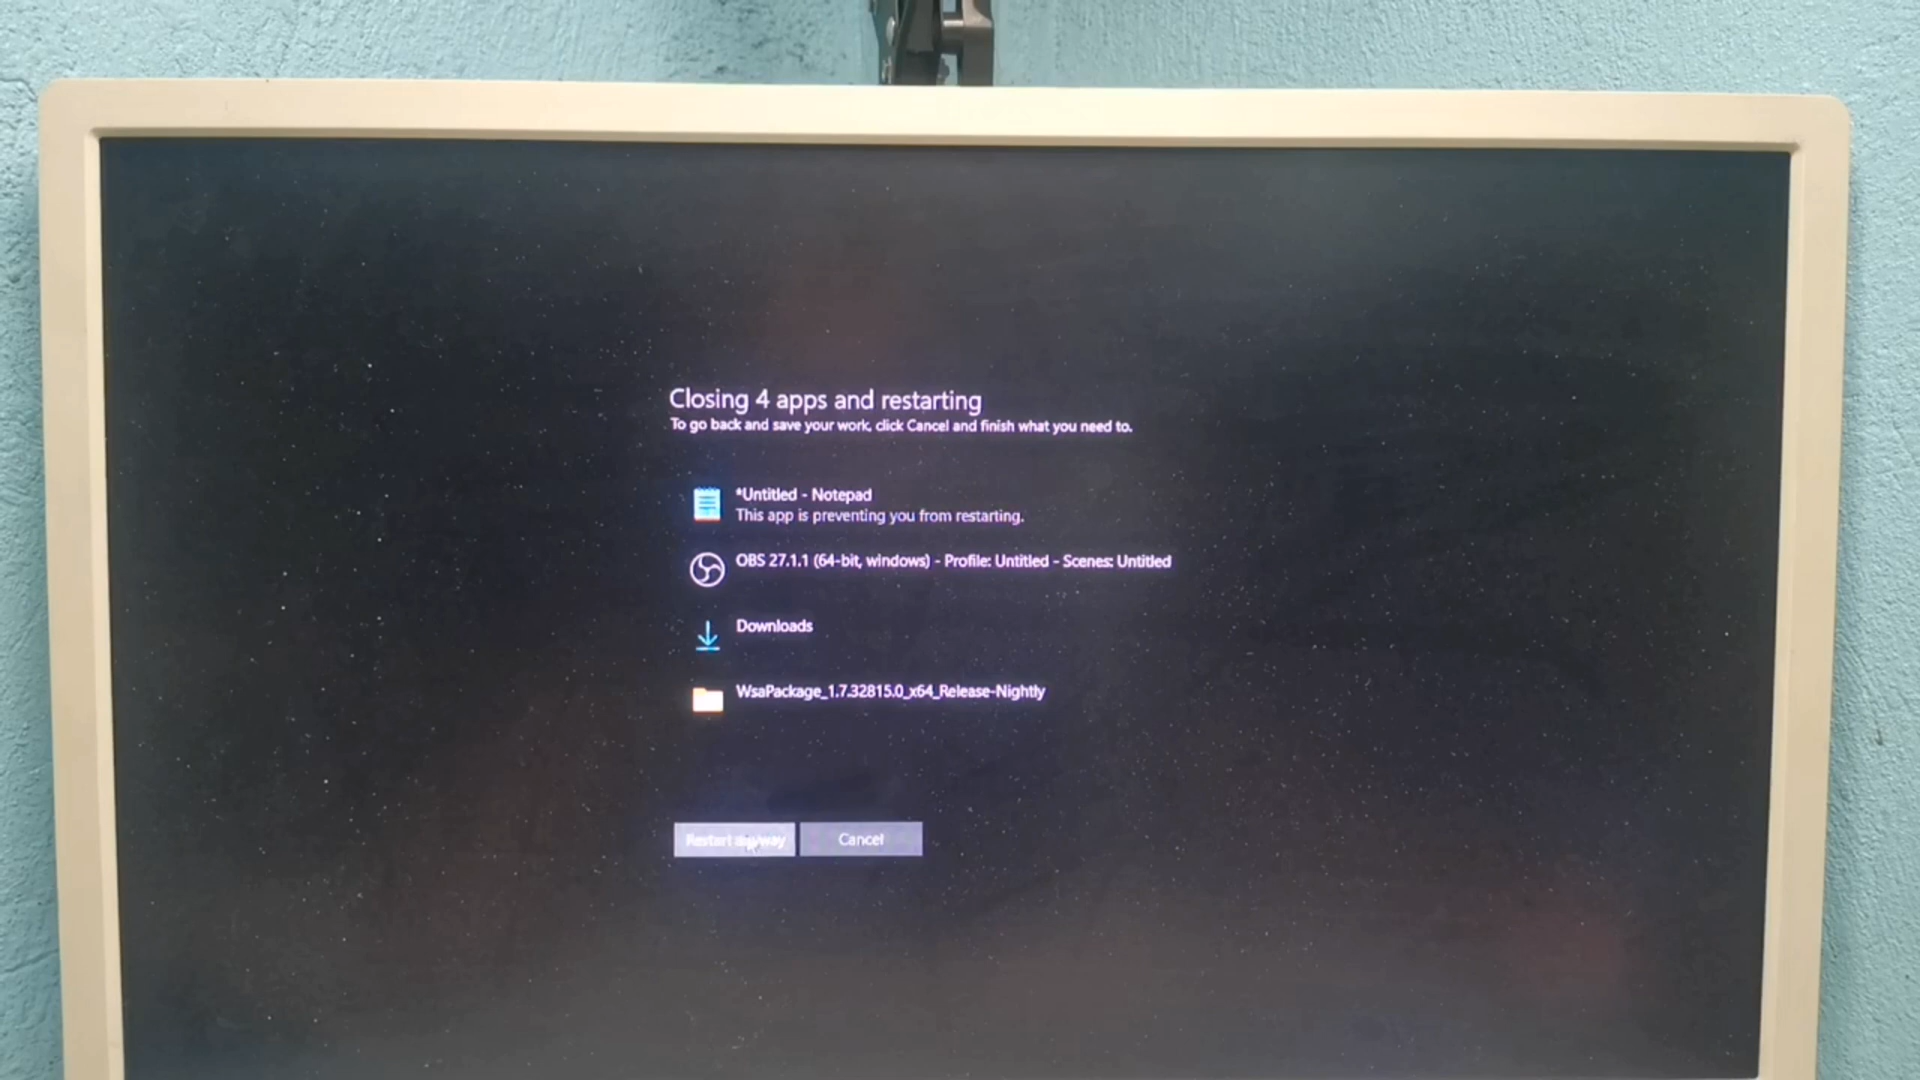 Closing 4 apps and restarting
To go back and save your work, click Cancel and finish what you need to.
*Untitled - Notepad
This app is preventing you from restarting.
OBS 27.1.1 (64-bit, windows) - Profile: Untitled - Scenes: Untitled
Downloads
WsaPackage_1.7.32815.0_x64_Release-Nightly
Restart anyway
Cancel